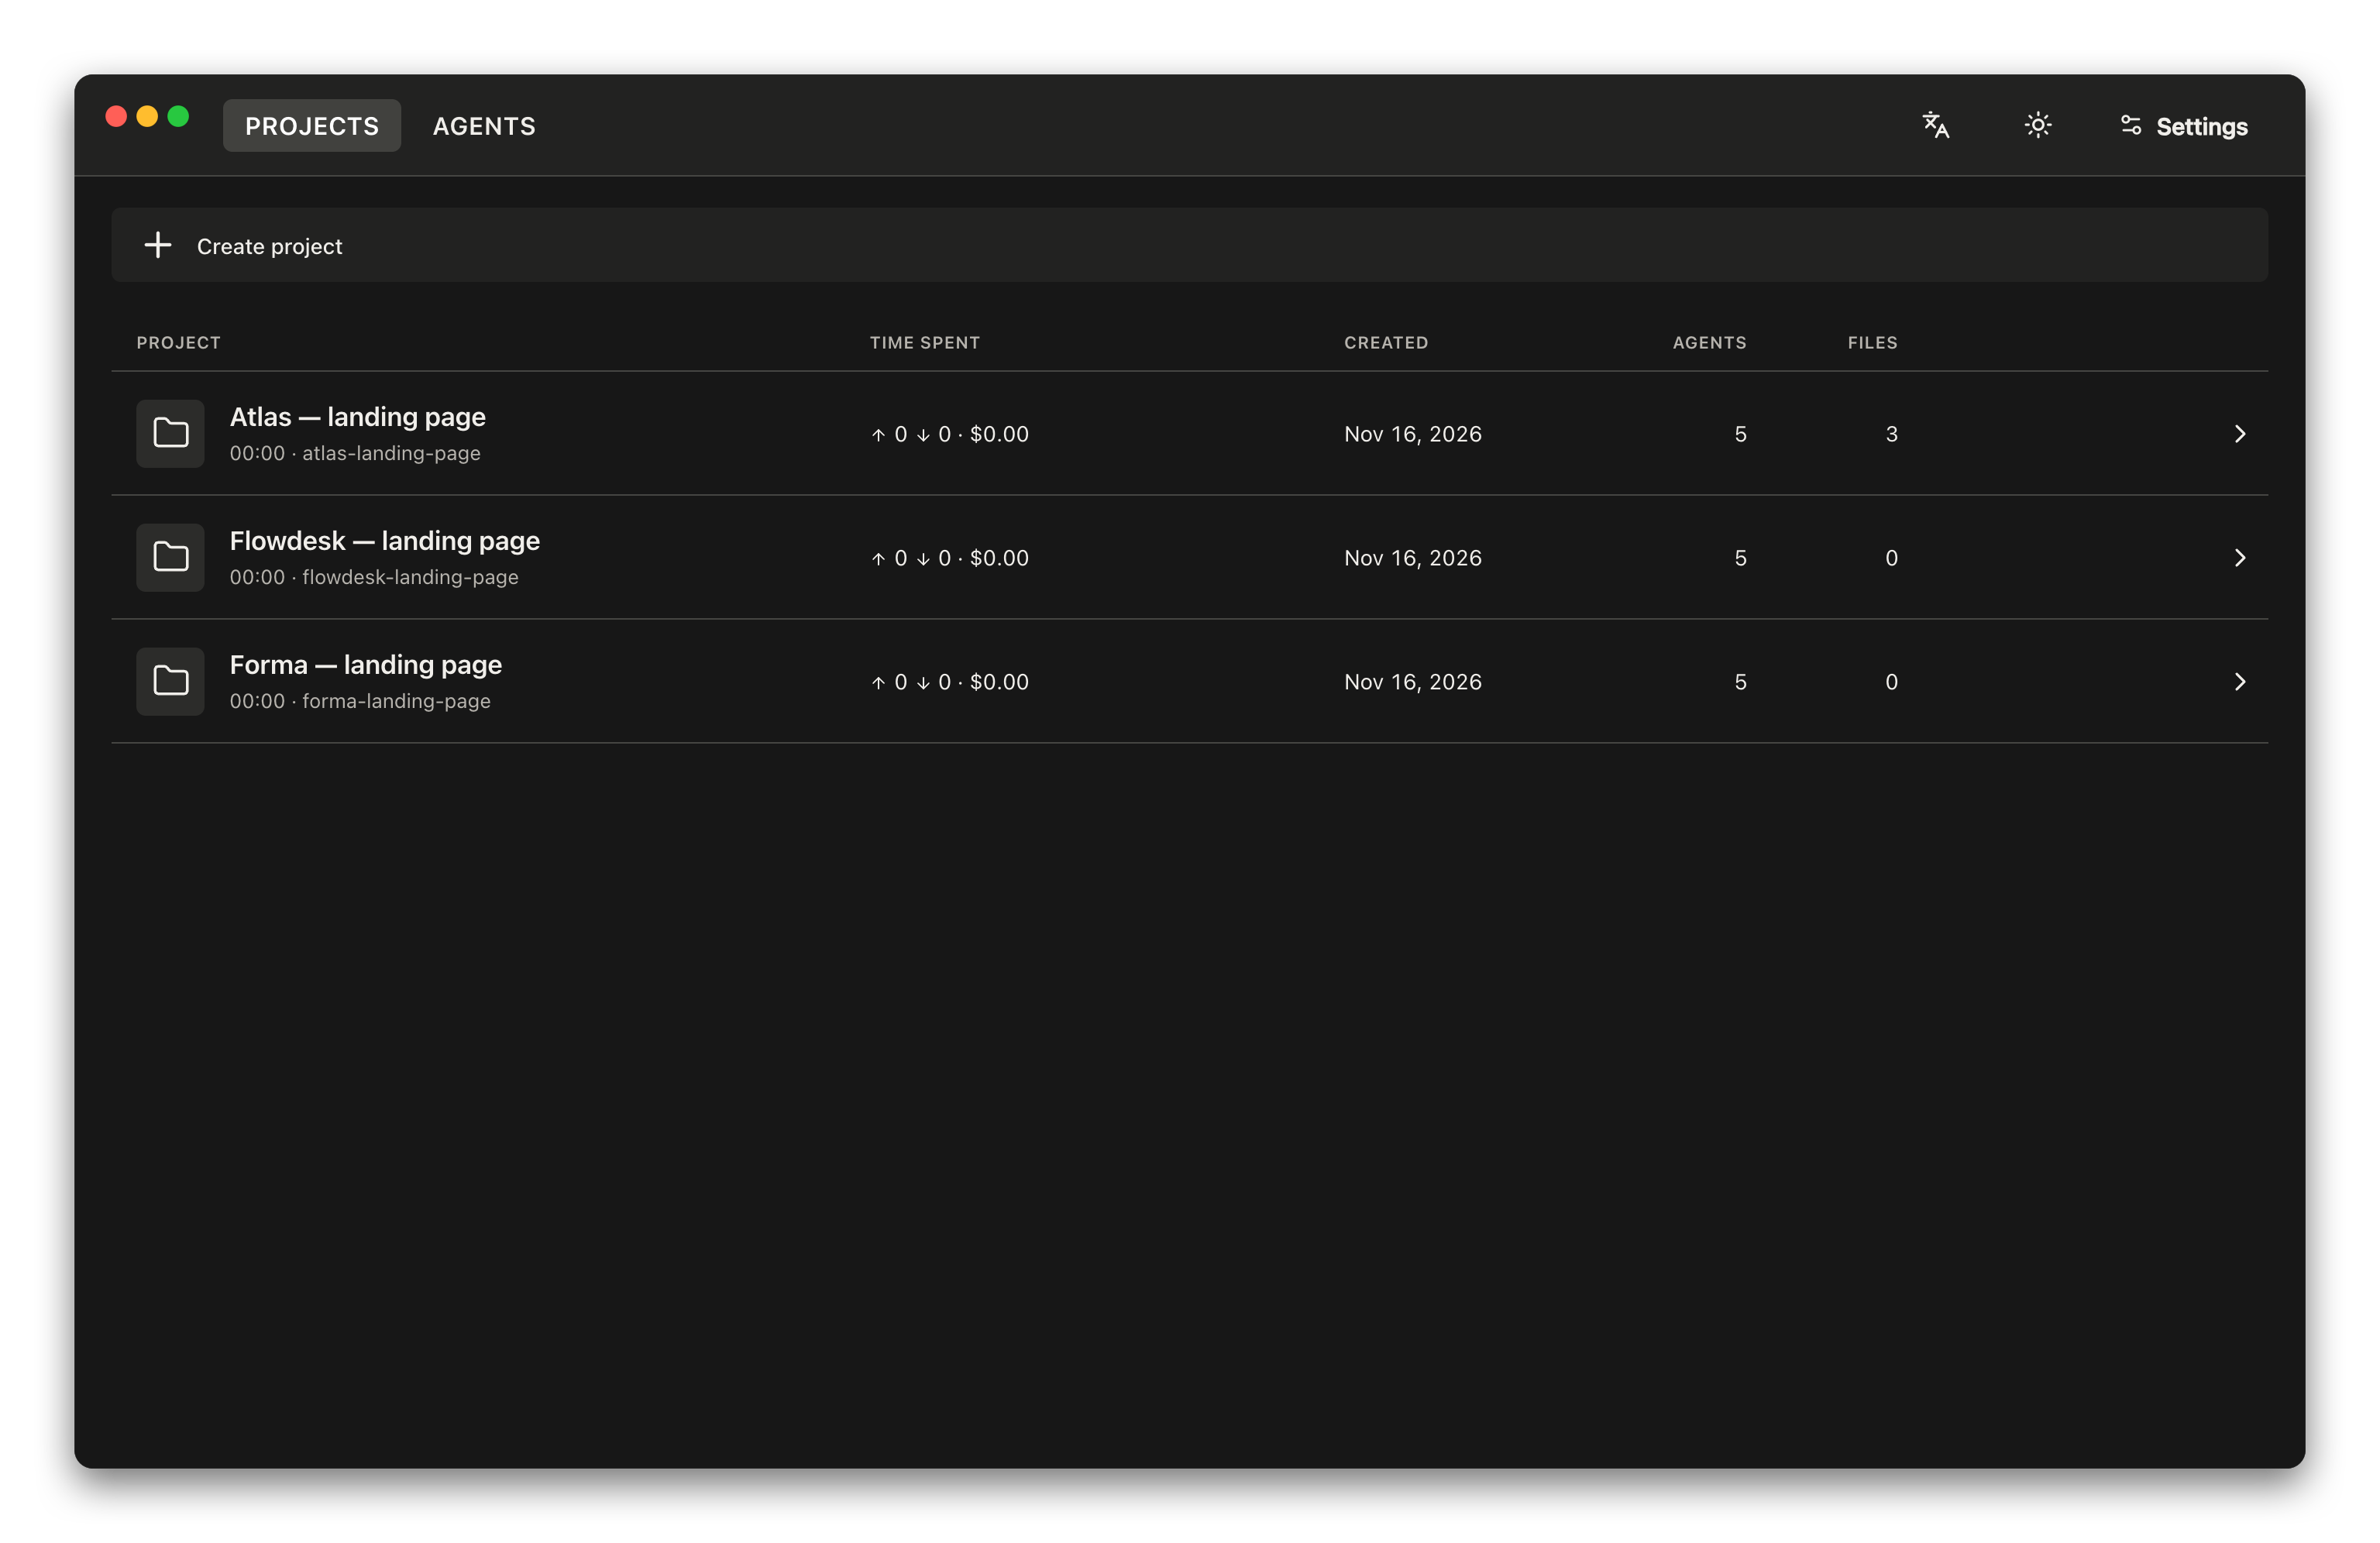 PROJECTS AGENTS Settings
Create project
PROJECT TIME SPENT CREATED AGENTS FILES
Atlas — landing page
00:00 · atlas-landing-page
↑ 0 ↓ 0 · $0.00 Nov 16, 2026 5 3
Flowdesk — landing page
00:00 · flowdesk-landing-page
↑ 0 ↓ 0 · $0.00 Nov 16, 2026 5 0
Forma — landing page
00:00 · forma-landing-page
↑ 0 ↓ 0 · $0.00 Nov 16, 2026 5 0